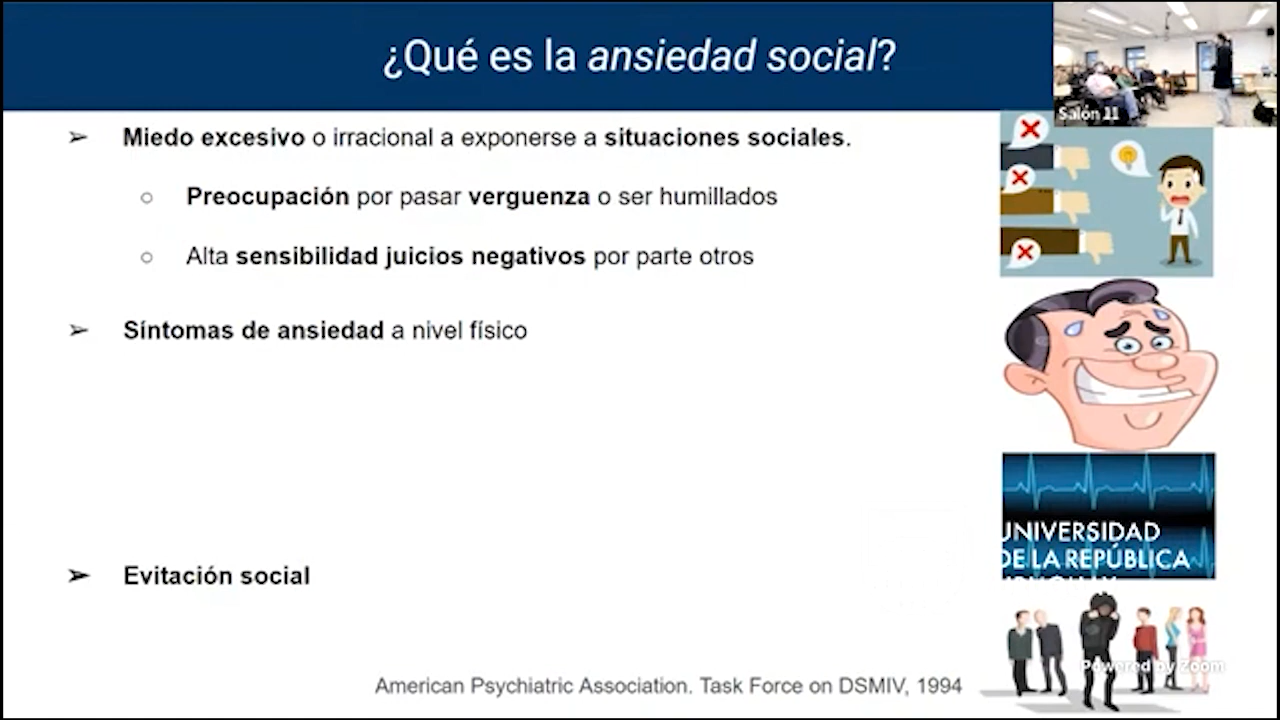 ¿Qué es la ansiedad social?
Salón 11
➢ Miedo excesivo o irracional a exponerse a situaciones sociales.
○ Preocupación por pasar verguenza o ser humillados
○ Alta sensibilidad juicios negativos por parte otros
➢ Síntomas de ansiedad a nivel físico
UNIVERSIDAD
DE LA REPÚBLICA
➢ Evitación social
Powered by Zoom
American Psychiatric Association. Task Force on DSMIV, 1994